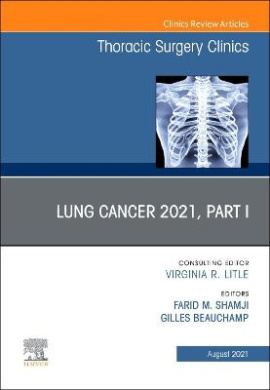 Clinics Review Articles
Thoracic Surgery Clinics
LUNG CANCER 2021, PART I
CONSULTING EDITOR
VIRGINIA R. LITLE
EDITORS
FARID M. SHAMJI
GILLES BEAUCHAMP
ELSEVIER
August 2021